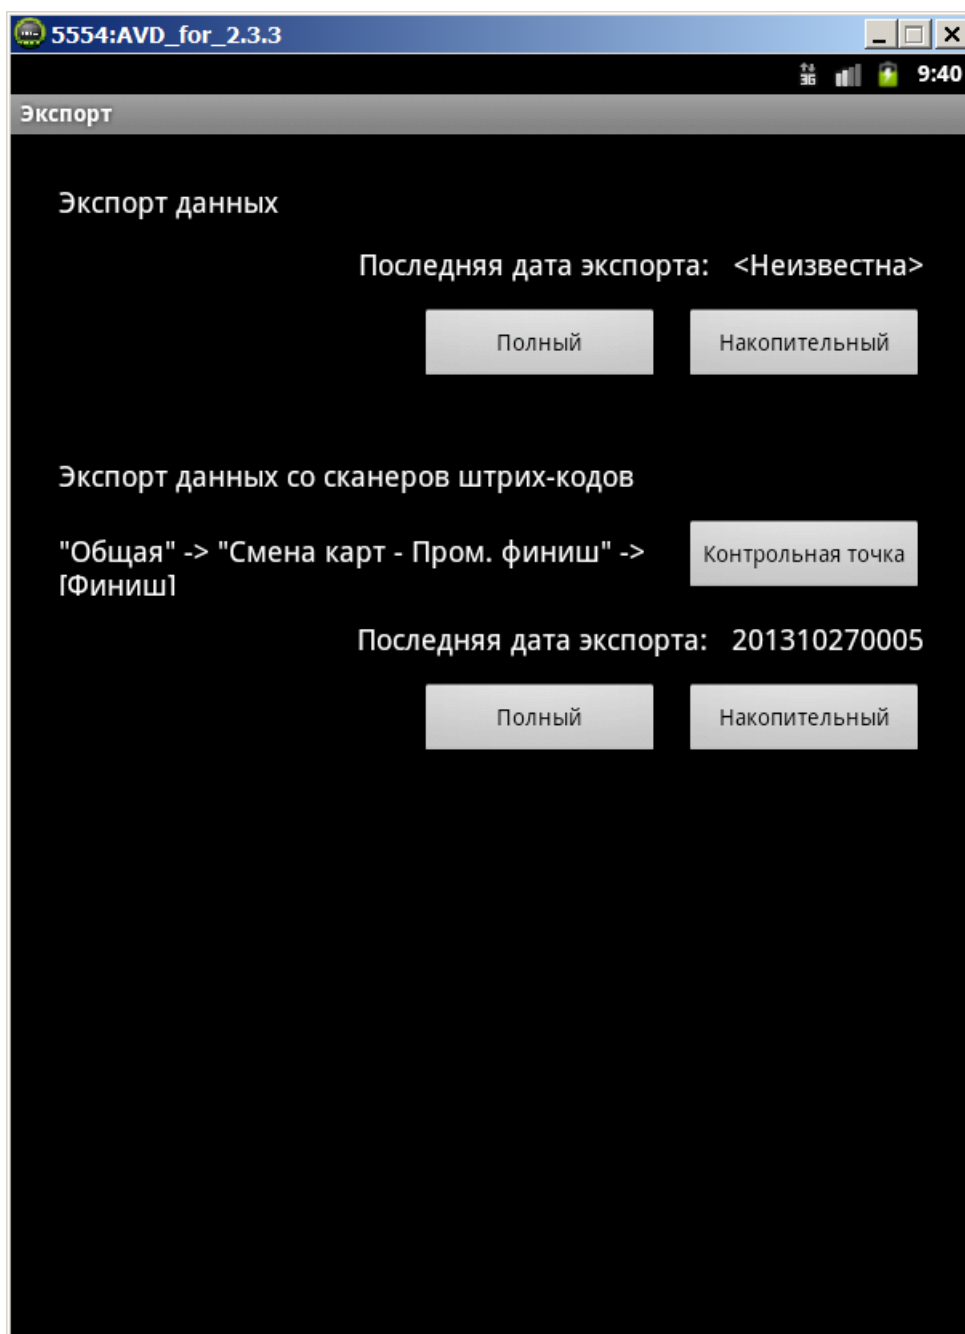 5554:AVD_for_2.3.3
3G 9:40
Экспорт
Экспорт данных
Последняя дата экспорта: <Неизвестна>
Полный Накопительный
Экспорт данных со сканеров штрих-кодов
"Общая" -> "Смена карт - Пром. финиш" ->
[Финиш]
Контрольная точка
Последняя дата экспорта: 201310270005
Полный Накопительный